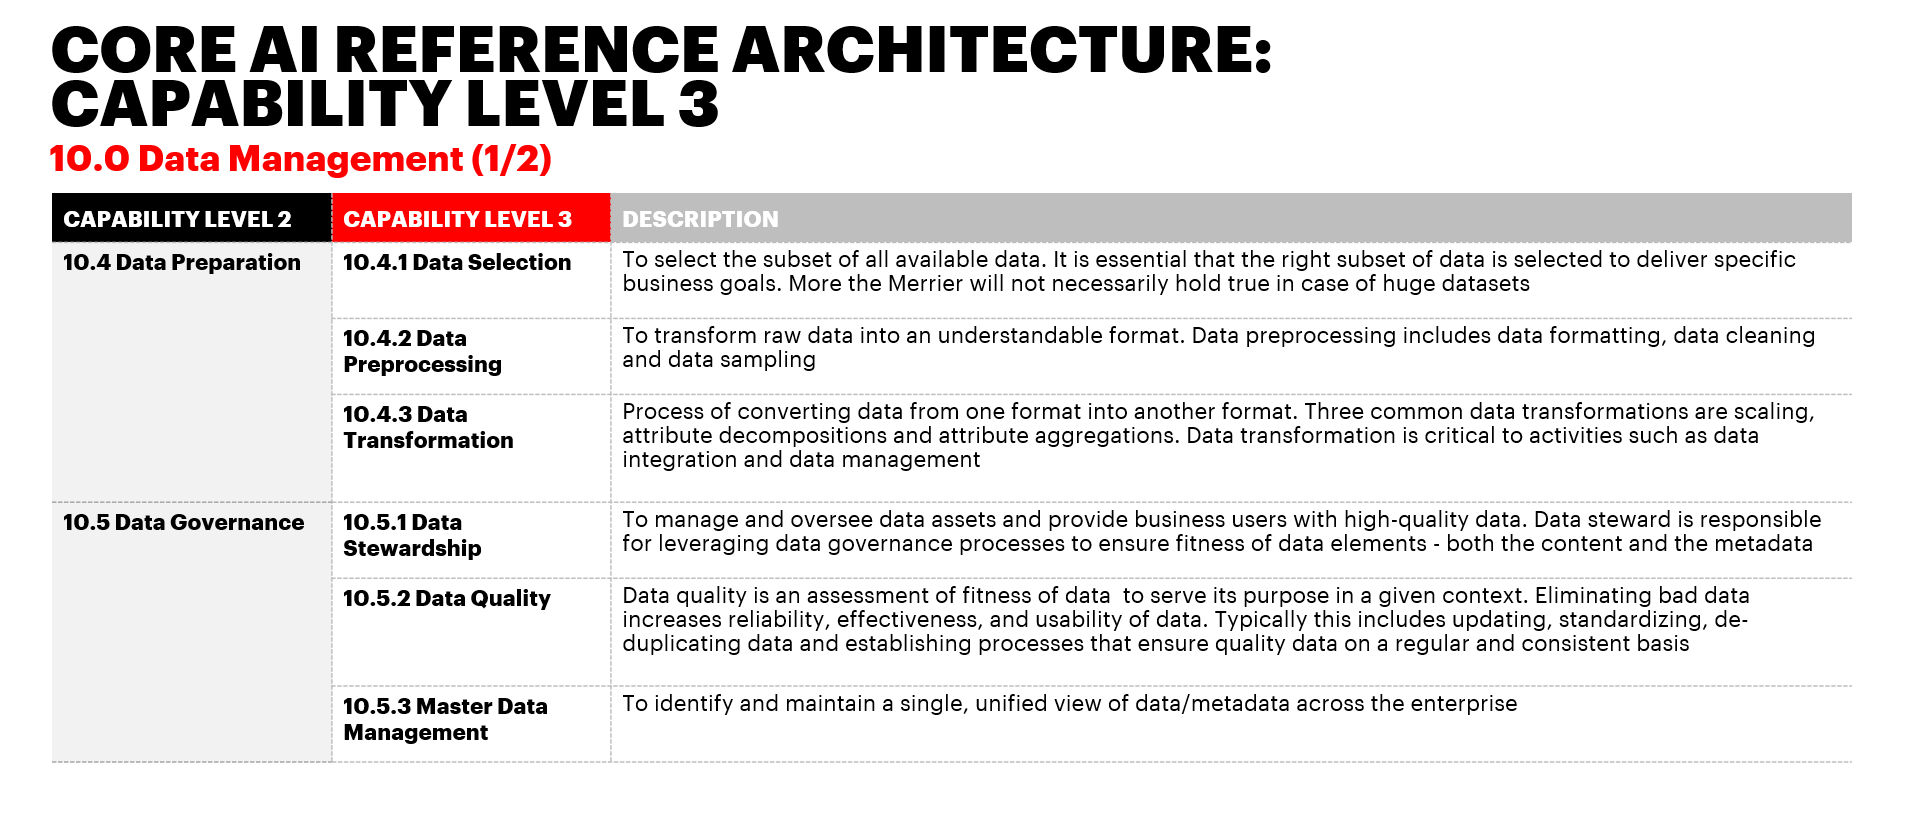 CORE AI REFERENCE ARCHITECTURE:
CAPABILITY LEVEL 3
10.0 Data Management (1/2)
CAPABILITY LEVEL 2
CAPABILITY LEVEL 3
DESCRIPTION
10.4 Data Preparation
10.4.1 Data Selection
To select the subset of all available data. It is essential that the right subset of data is selected to deliver specific
business goals. More the Merrier will not necessarily hold true in case of huge datasets
10.4.2 Data
Preprocessing
To transform raw data into an understandable format. Data preprocessing includes data formatting, data cleaning
and data sampling
10.4.3 Data
Transformation
Process of converting data from one format into another format. Three common data transformations are scaling,
attribute decompositions and attribute aggregations. Data transformation is critical to activities such as data
integration and data management
10.5 Data Governance
10.5.1 Data
Stewardship
To manage and oversee data assets and provide business users with high-quality data. Data steward is responsible
for leveraging data governance processes to ensure fitness of data elements - both the content and the metadata
10.5.2 Data Quality
Data quality is an assessment of fitness of data  to serve its purpose in a given context. Eliminating bad data
increases reliability, effectiveness, and usability of data. Typically this includes updating, standardizing, de-
duplicating data and establishing processes that ensure quality data on a regular and consistent basis
10.5.3 Master Data
Management
To identify and maintain a single, unified view of data/metadata across the enterprise